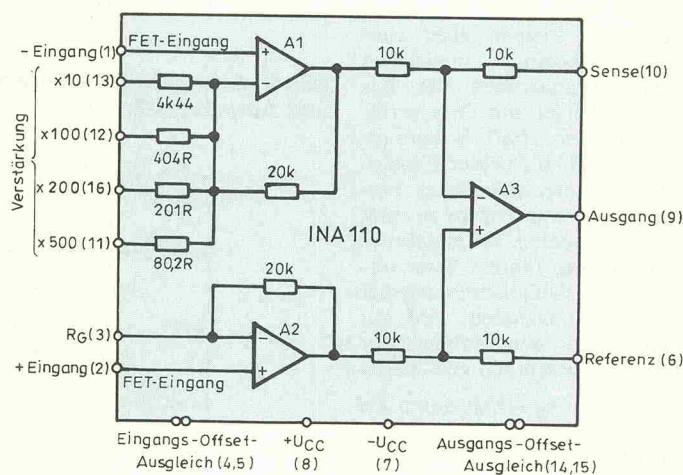 A1
10k
10k
FET-Eingang
- Eingang (1)
Sense (10)
x10 (13)
4k44
x100 (12)
404R
Verstärkung
x 200 (16)
201R
20k
A3
Ausgang (9)
INA 110
x 500 (11)
80,2R
20k
RG (3)
A2
10k
10k
Referenz (6)
+ Eingang (2)
FET-Eingang
Eingangs-Offset-
Ausgleich (4,5)
+UCC
(8)
-UCC
(7)
Ausgangs-Offset-
Ausgleich (14,15)